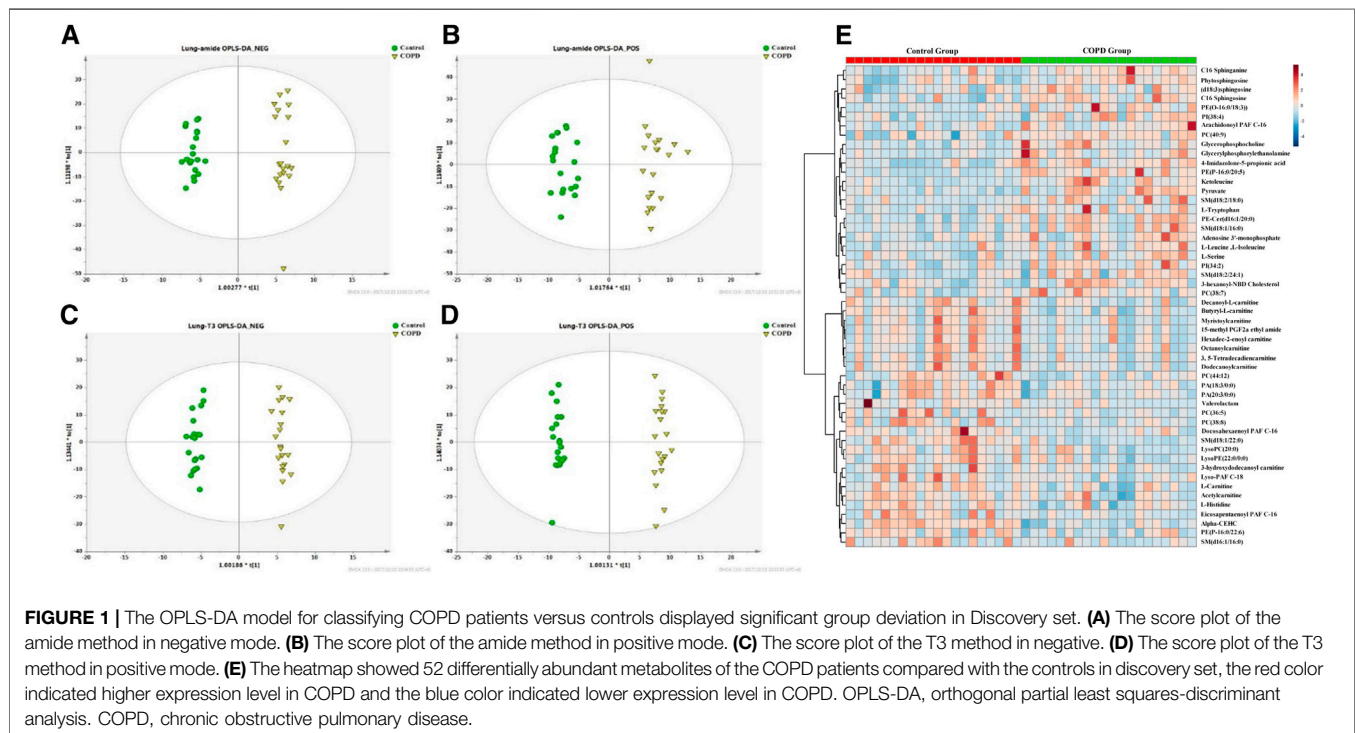 A
Lung-amide OPLS-DA_NEG
Control
COPD
1.00277 * t[1]
B
Lung-amide OPLS-DA_POS
Control
COPD
1.01764 * t[1]
C
Lung-T3 OPLS-DA_NEG
Control
COPD
1.00186 * t[1]
D
Lung-T3 OPLS-DA_POS
Control
COPD
1.00131 * t[1]
E
Control Group
COPD Group
C16 Sphinganine
Phytosphingosine
(d18:3)sphingosine
C16 Sphingosine
PE(O-16:0/18:3))
PI(38:4)
Arachidonoyl PAF C-16
PC(40:9)
Glycerophosphocholine
Glycerylphosphorylethanolamine
4-Imidazolone-5-propionic acid
PE(P-16:0/20:5)
Ketoleucine
Pyruvate
SM(d18:2/18:0)
L-Tryptophan
PE-Cer(d16:1/20:0)
SM(d18:1/16:0)
Adenosine 3'-monophosphate
L-Leucine ,L-Isoleucine
L-Serine
PI(34:2)
SM(d18:2/24:1)
3-hexanoyl-NBD Cholesterol
PC(38:7)
Decanoyl-L-carnitine
Butyryl-L-carnitine
Myristoylcarnitine
15-methyl PGF2a ethyl amide
Hexadec-2-enoyl carnitine
Octanoylcarnitine
3, 5-Tetradecadiencarnitine
Dodecanoylcarnitine
PC(44:12)
PA(18:3/0:0)
PA(20:3/0:0)
Valerolactam
PC(36:5)
PC(38:8)
Docosahexaenoyl PAF C-16
SM(d18:1/22:0)
LysoPC(20:0)
LysoPE(22:0/0:0)
3-hydroxydodecanoyl carnitine
Lyso-PAF C-18
L-Carnitine
Acetylcarnitine
L-Histidine
Eicosapentaenoyl PAF C-16
Alpha-CEHC
PE(P-16:0/22:6)
SM(d16:1/16:0)
FIGURE 1 | The OPLS-DA model for classifying COPD patients versus controls displayed significant group deviation in Discovery set. (A) The score plot of the
amide method in negative mode. (B) The score plot of the amide method in positive mode. (C) The score plot of the T3 method in negative. (D) The score plot of the T3
method in positive mode. (E) The heatmap showed 52 differentially abundant metabolites of the COPD patients compared with the controls in discovery set, the red color
indicated higher expression level in COPD and the blue color indicated lower expression level in COPD. OPLS-DA, orthogonal partial least squares-discriminant
analysis. COPD, chronic obstructive pulmonary disease.